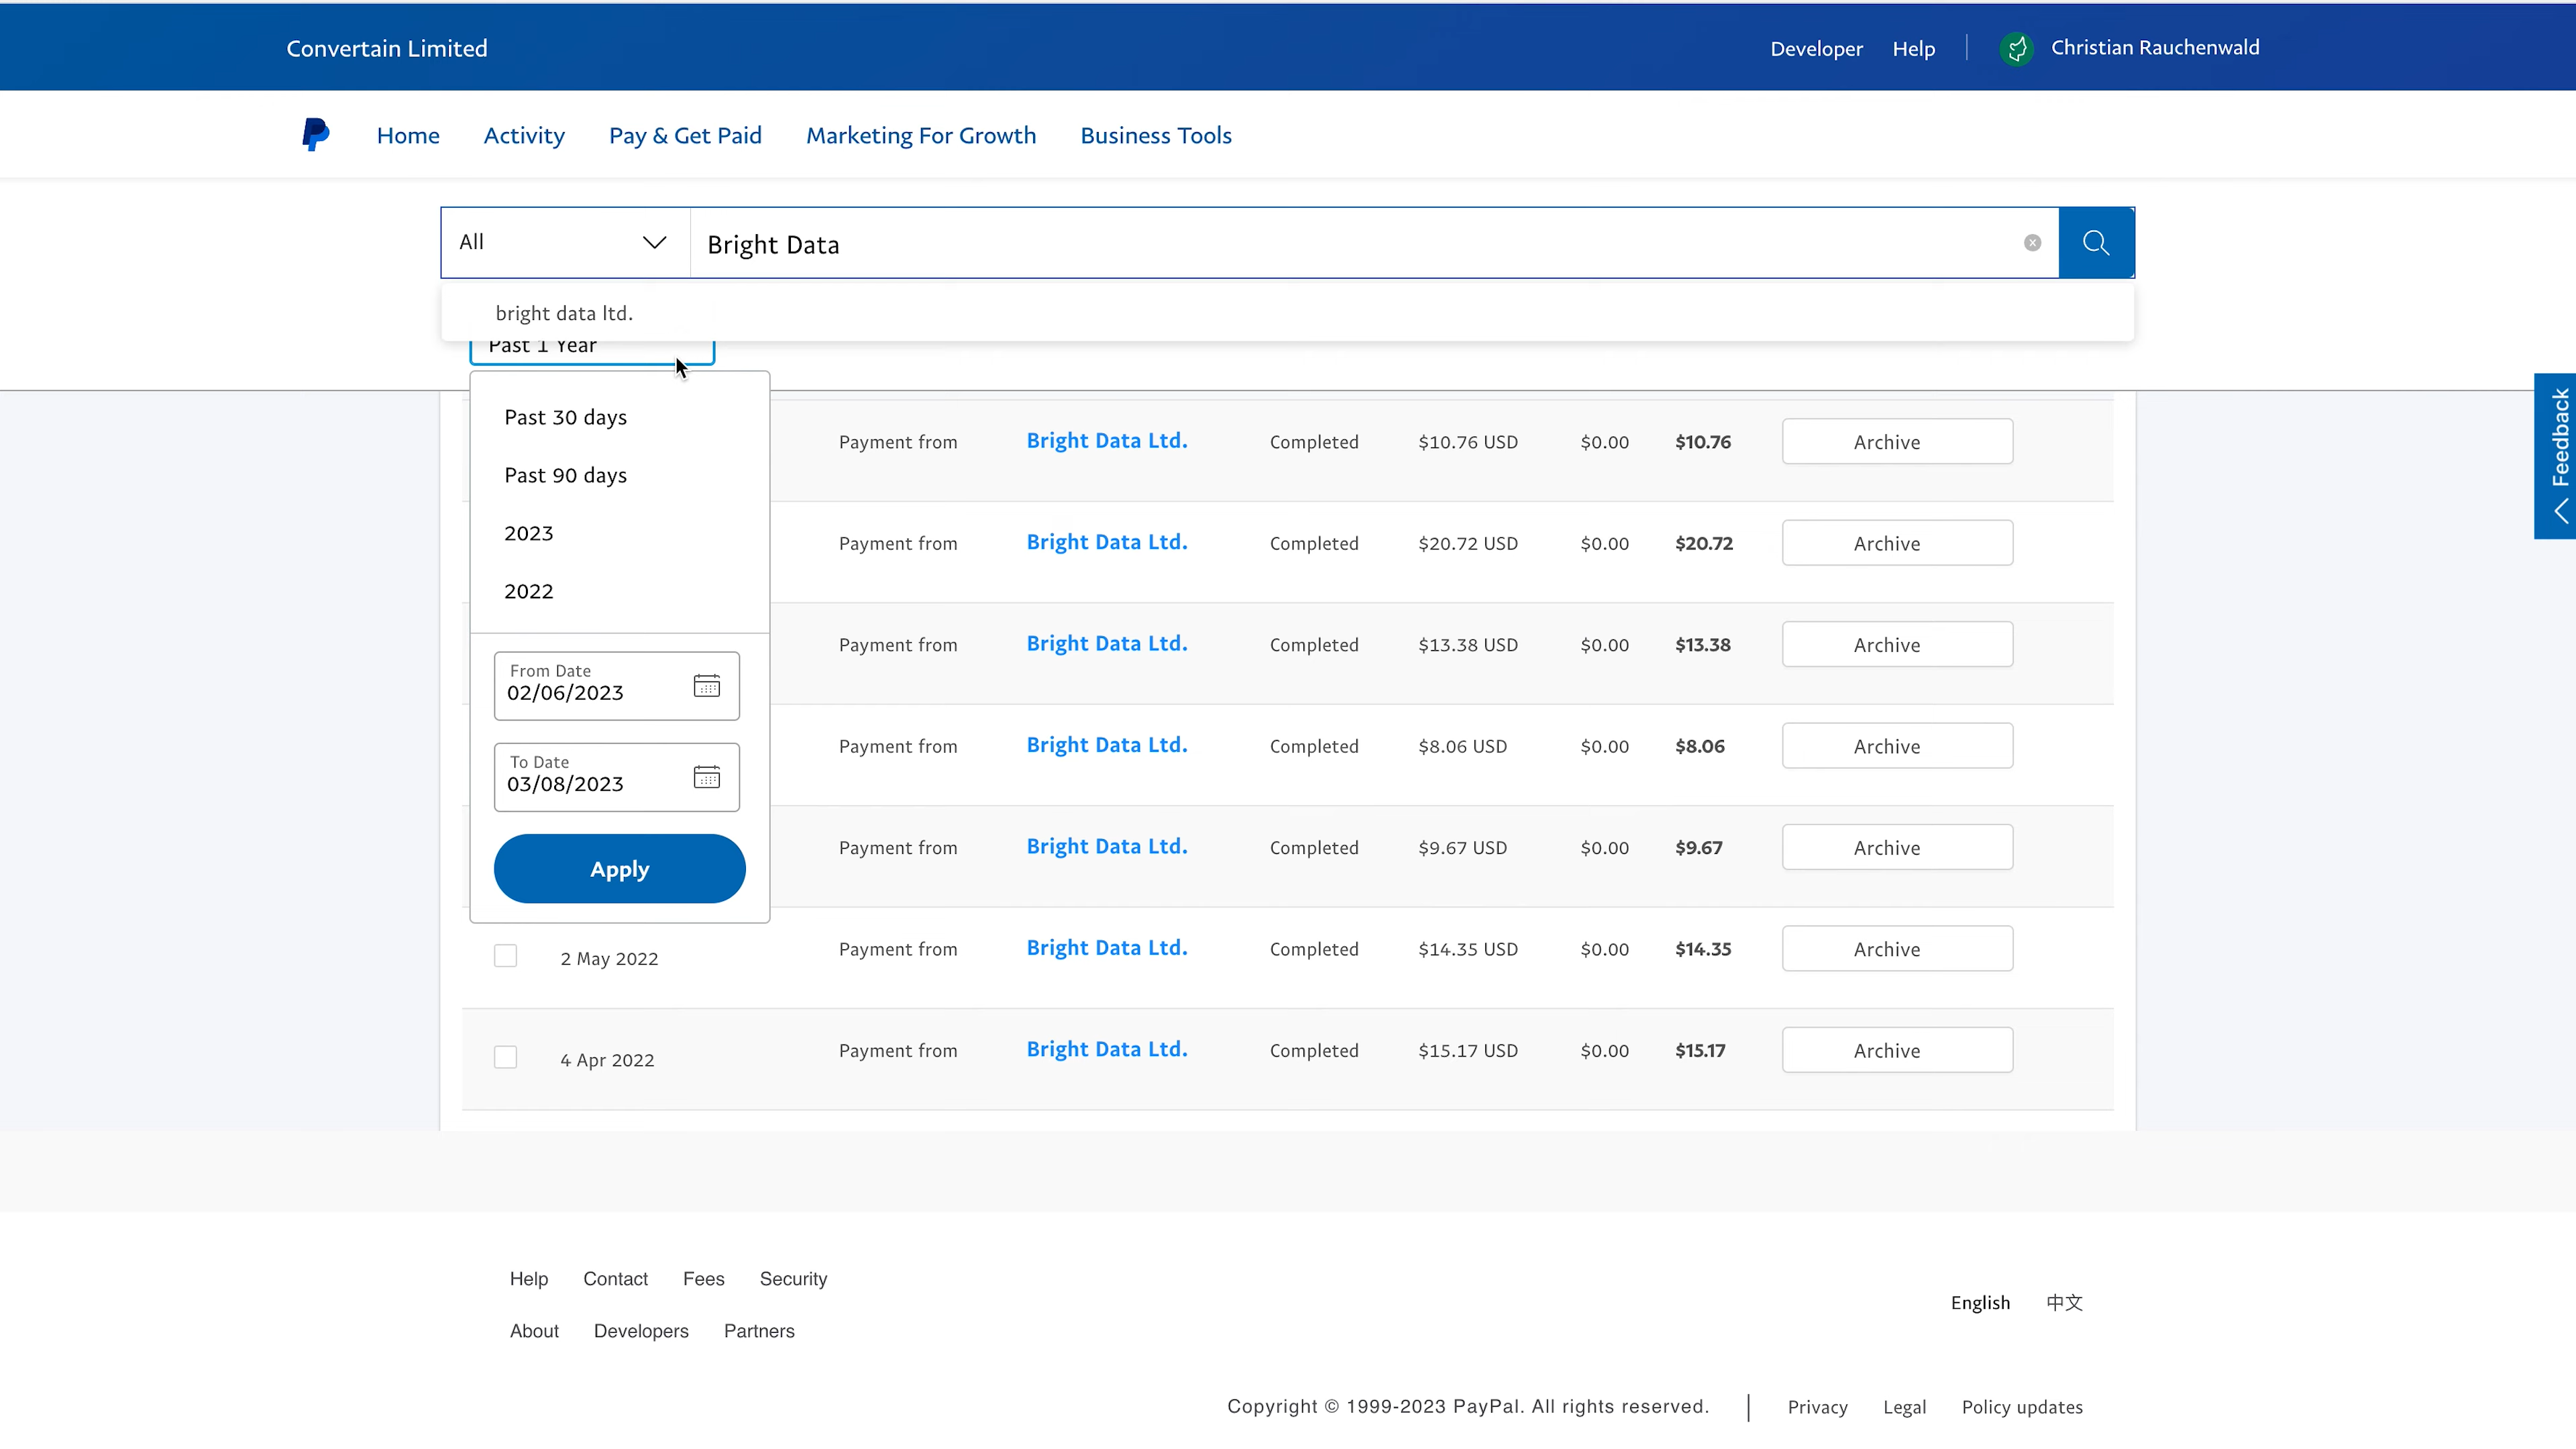 Convertain Limited
Developer Help Christian Rauchenwald
Home Activity Pay & Get Paid Marketing For Growth Business Tools
All Bright Data
bright data ltd.
Past 1 Year
Past 30 days
Past 90 days
2023
2022
From Date
02/06/2023
To Date
03/08/2023
Apply
Payment from Bright Data Ltd. Completed $10.76 USD $0.00 $10.76 Archive
Payment from Bright Data Ltd. Completed $20.72 USD $0.00 $20.72 Archive
Payment from Bright Data Ltd. Completed $13.38 USD $0.00 $13.38 Archive
Payment from Bright Data Ltd. Completed $8.06 USD $0.00 $8.06 Archive
Payment from Bright Data Ltd. Completed $9.67 USD $0.00 $9.67 Archive
2 May 2022 Payment from Bright Data Ltd. Completed $14.35 USD $0.00 $14.35 Archive
4 Apr 2022 Payment from Bright Data Ltd. Completed $15.17 USD $0.00 $15.17 Archive
Feedback
Help Contact Fees Security
About Developers Partners
English 中文
Copyright © 1999-2023 PayPal. All rights reserved. | Privacy Legal Policy updates